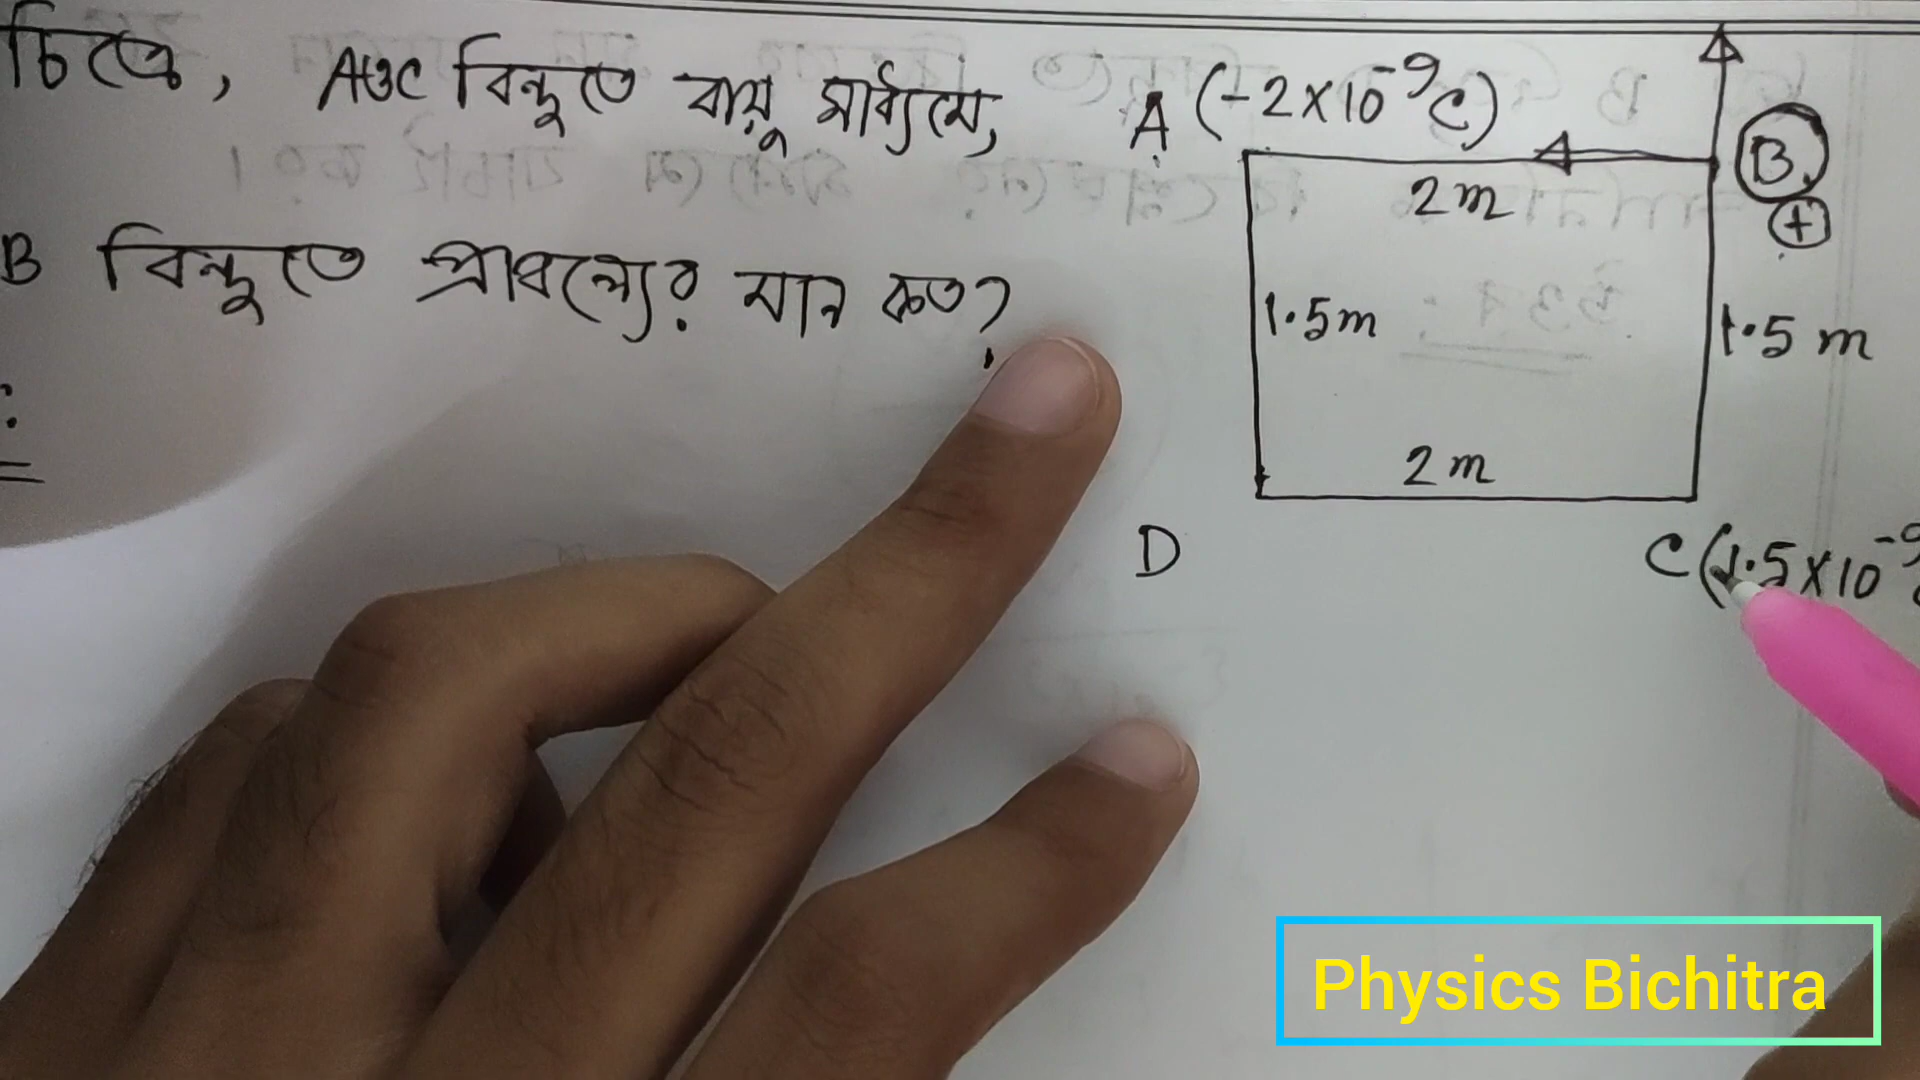 চিত্রে, A ও C বিন্দুতে বায়ু মাধ্যমে,
B বিন্দুতে প্রাবল্যের মান কত?
A (-2×10⁻⁹C)
B
+
2m
1.5m
1.5 m
2 m
D
C (1.5×10⁻⁹
Physics Bichitra